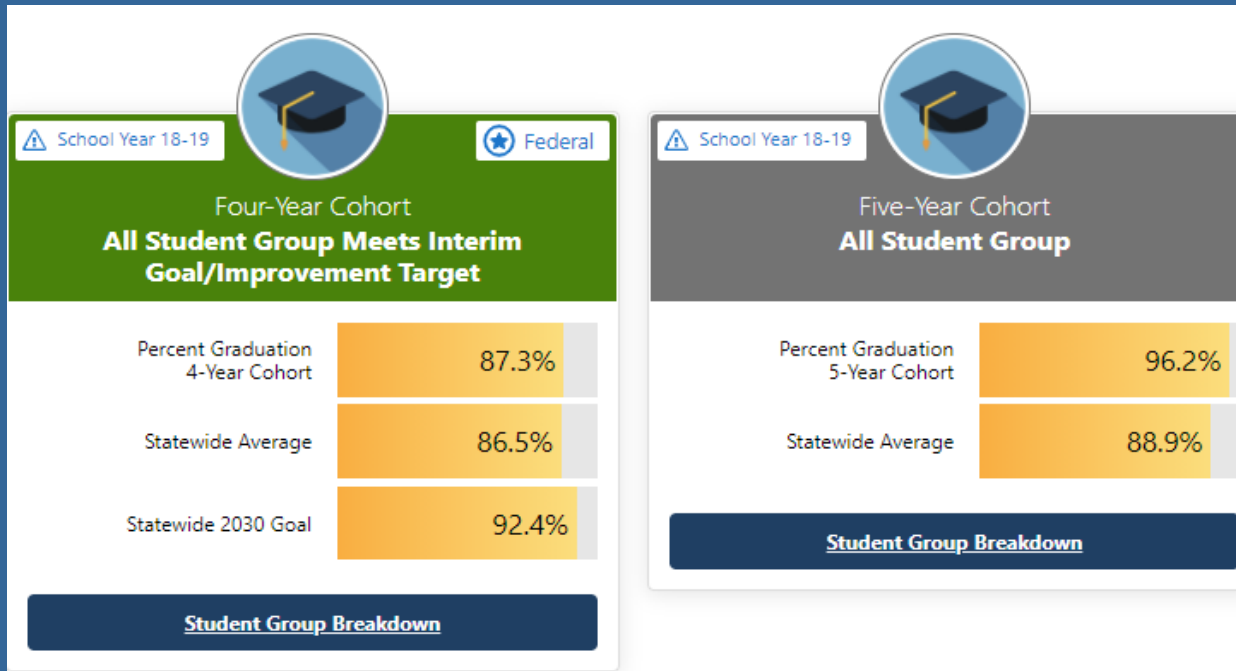 School Year 18-19
Federal
Four-Year Cohort
All Student Group Meets Interim
Goal/Improvement Target
Percent Graduation
4-Year Cohort
87.3%
Statewide Average
86.5%
Statewide 2030 Goal
92.4%
Student Group Breakdown
School Year 18-19
Five-Year Cohort
All Student Group
Percent Graduation
5-Year Cohort
96.2%
Statewide Average
88.9%
Student Group Breakdown